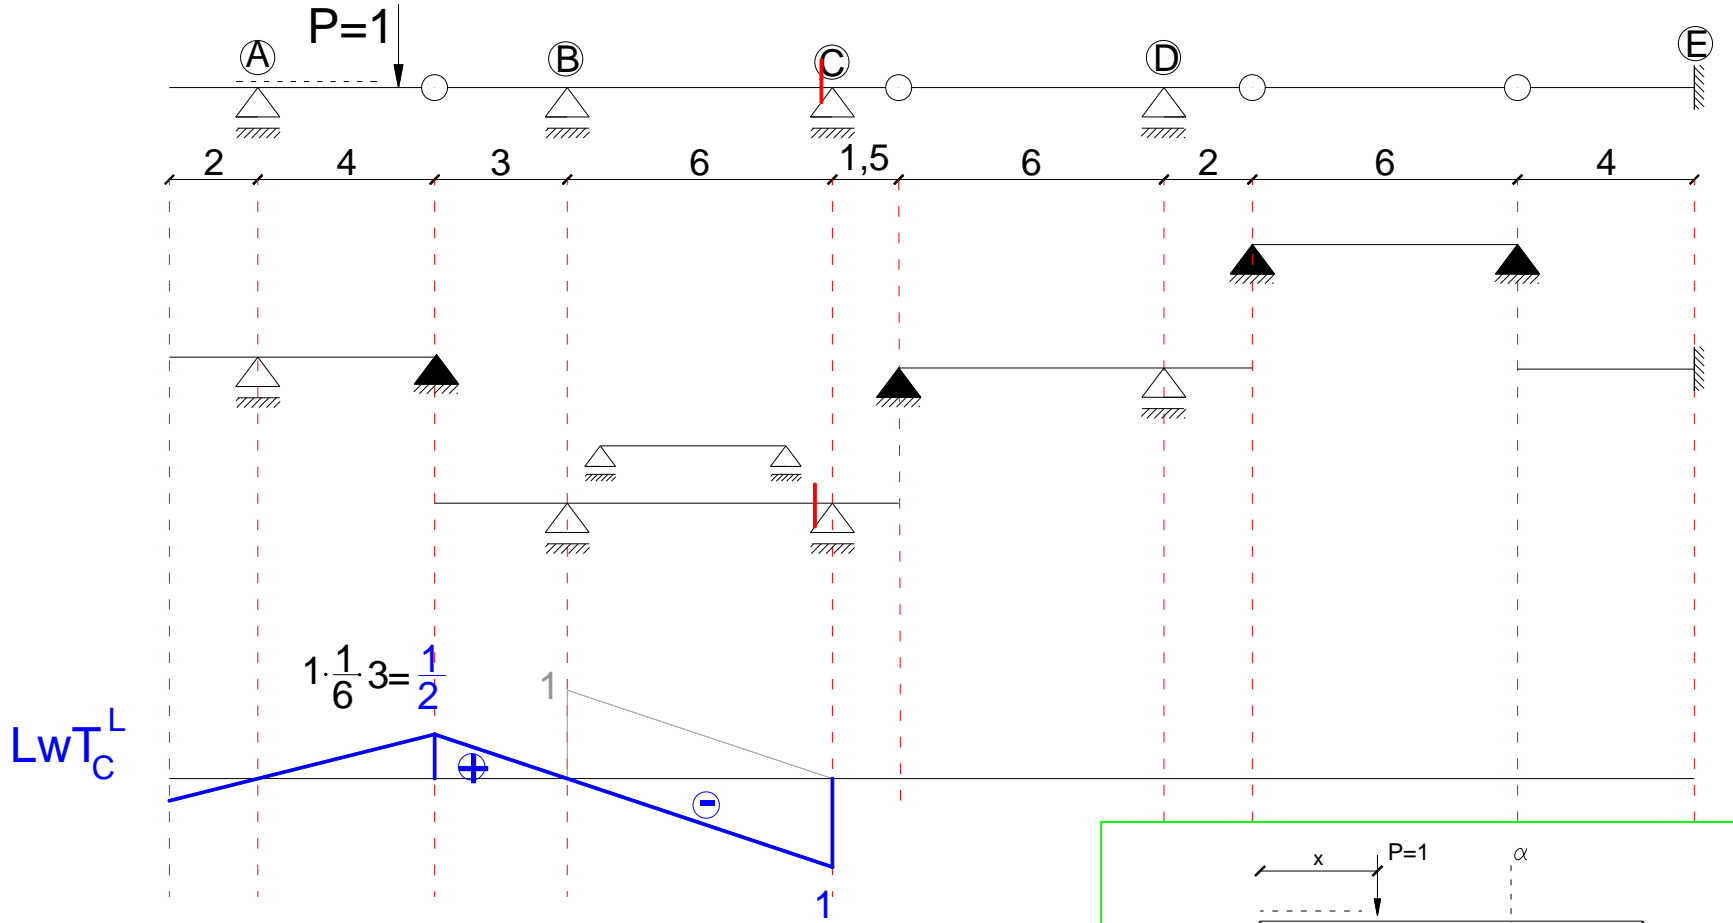 P=1
A B C D E
2 4 3 6 1,5 6 2 6 4
1·1/6·3=1/2
1
LwT_C^L
+
-
1
x P=1 α